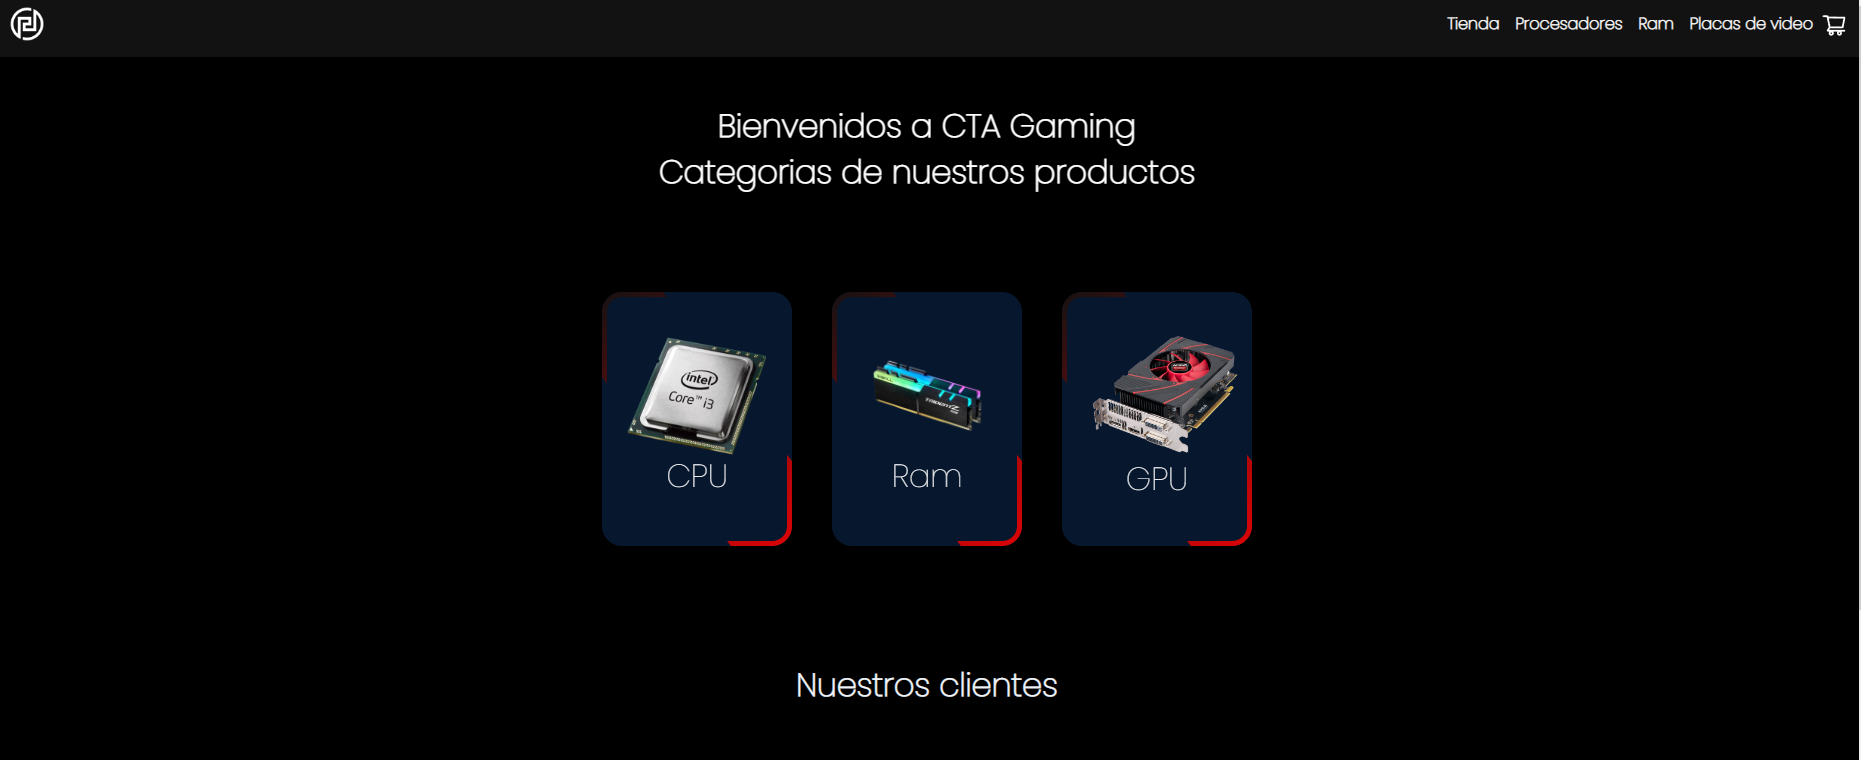 Tienda Procesadores Ram Placas de video
Bienvenidos a CTA Gaming
Categorias de nuestros productos
intel
Core™ i3
TRIDENT Z
CPU
Ram
GPU
Nuestros clientes